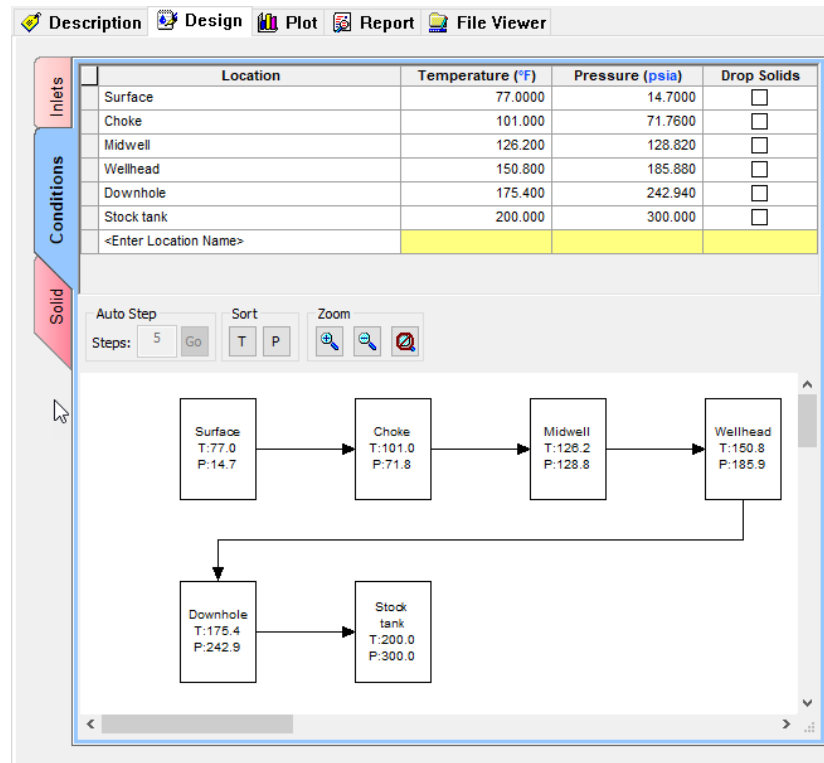 Description Design Plot Report File Viewer
Inlets
Conditions
Solid
Location Temperature (°F) Pressure (psia) Drop Solids
Surface 77.0000 14.7000
Choke 101.000 71.7600
Midwell 126.200 128.820
Wellhead 150.800 185.880
Downhole 175.400 242.940
Stock tank 200.000 300.000
<Enter Location Name>
Auto Step Sort Zoom
Steps: 5 Go T P
Surface
T:77.0
P:14.7
Choke
T:101.0
P:71.8
Midwell
T:126.2
P:128.8
Wellhead
T:150.8
P:185.9
Downhole
T:175.4
P:242.9
Stock
tank
T:200.0
P:300.0